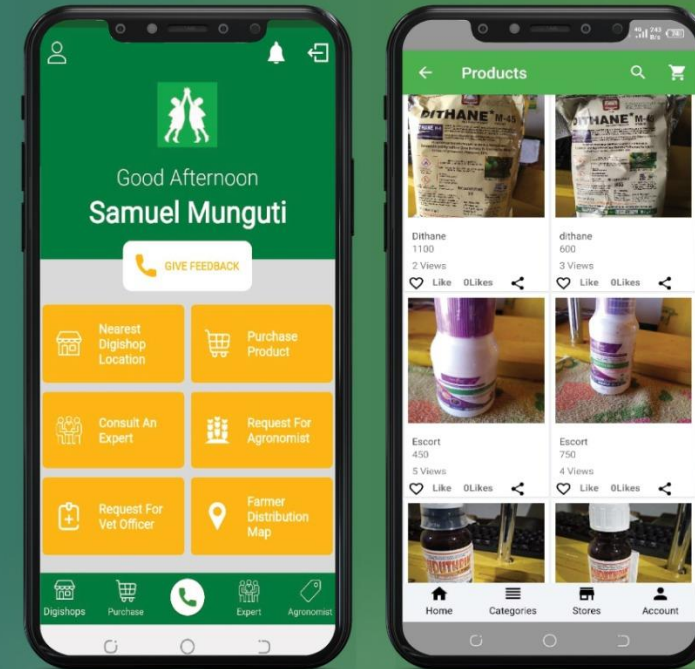 Good Afternoon
Samuel Munguti
GIVE FEEDBACK
Nearest
Digishop
Location
Purchase
Product
Consult An
Expert
Request For
Agronomist
Request For
Vet Officer
Farmer
Distribution
Map
Digishops
Purchase
Expert
Agronomist
Products
DITHANE M-45
DITHANE M-45
Dithane
1100
2 Views
Like 0Likes
dithane
600
3 Views
Like 0Likes
Escort
450
5 Views
Like 0Likes
Escort
750
4 Views
Like 0Likes
Home
Categories
Stores
Account